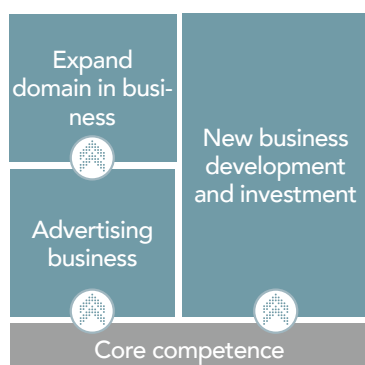 Expand
domain in busi-
ness
Advertising
business
New business
development
and investment
Core competence